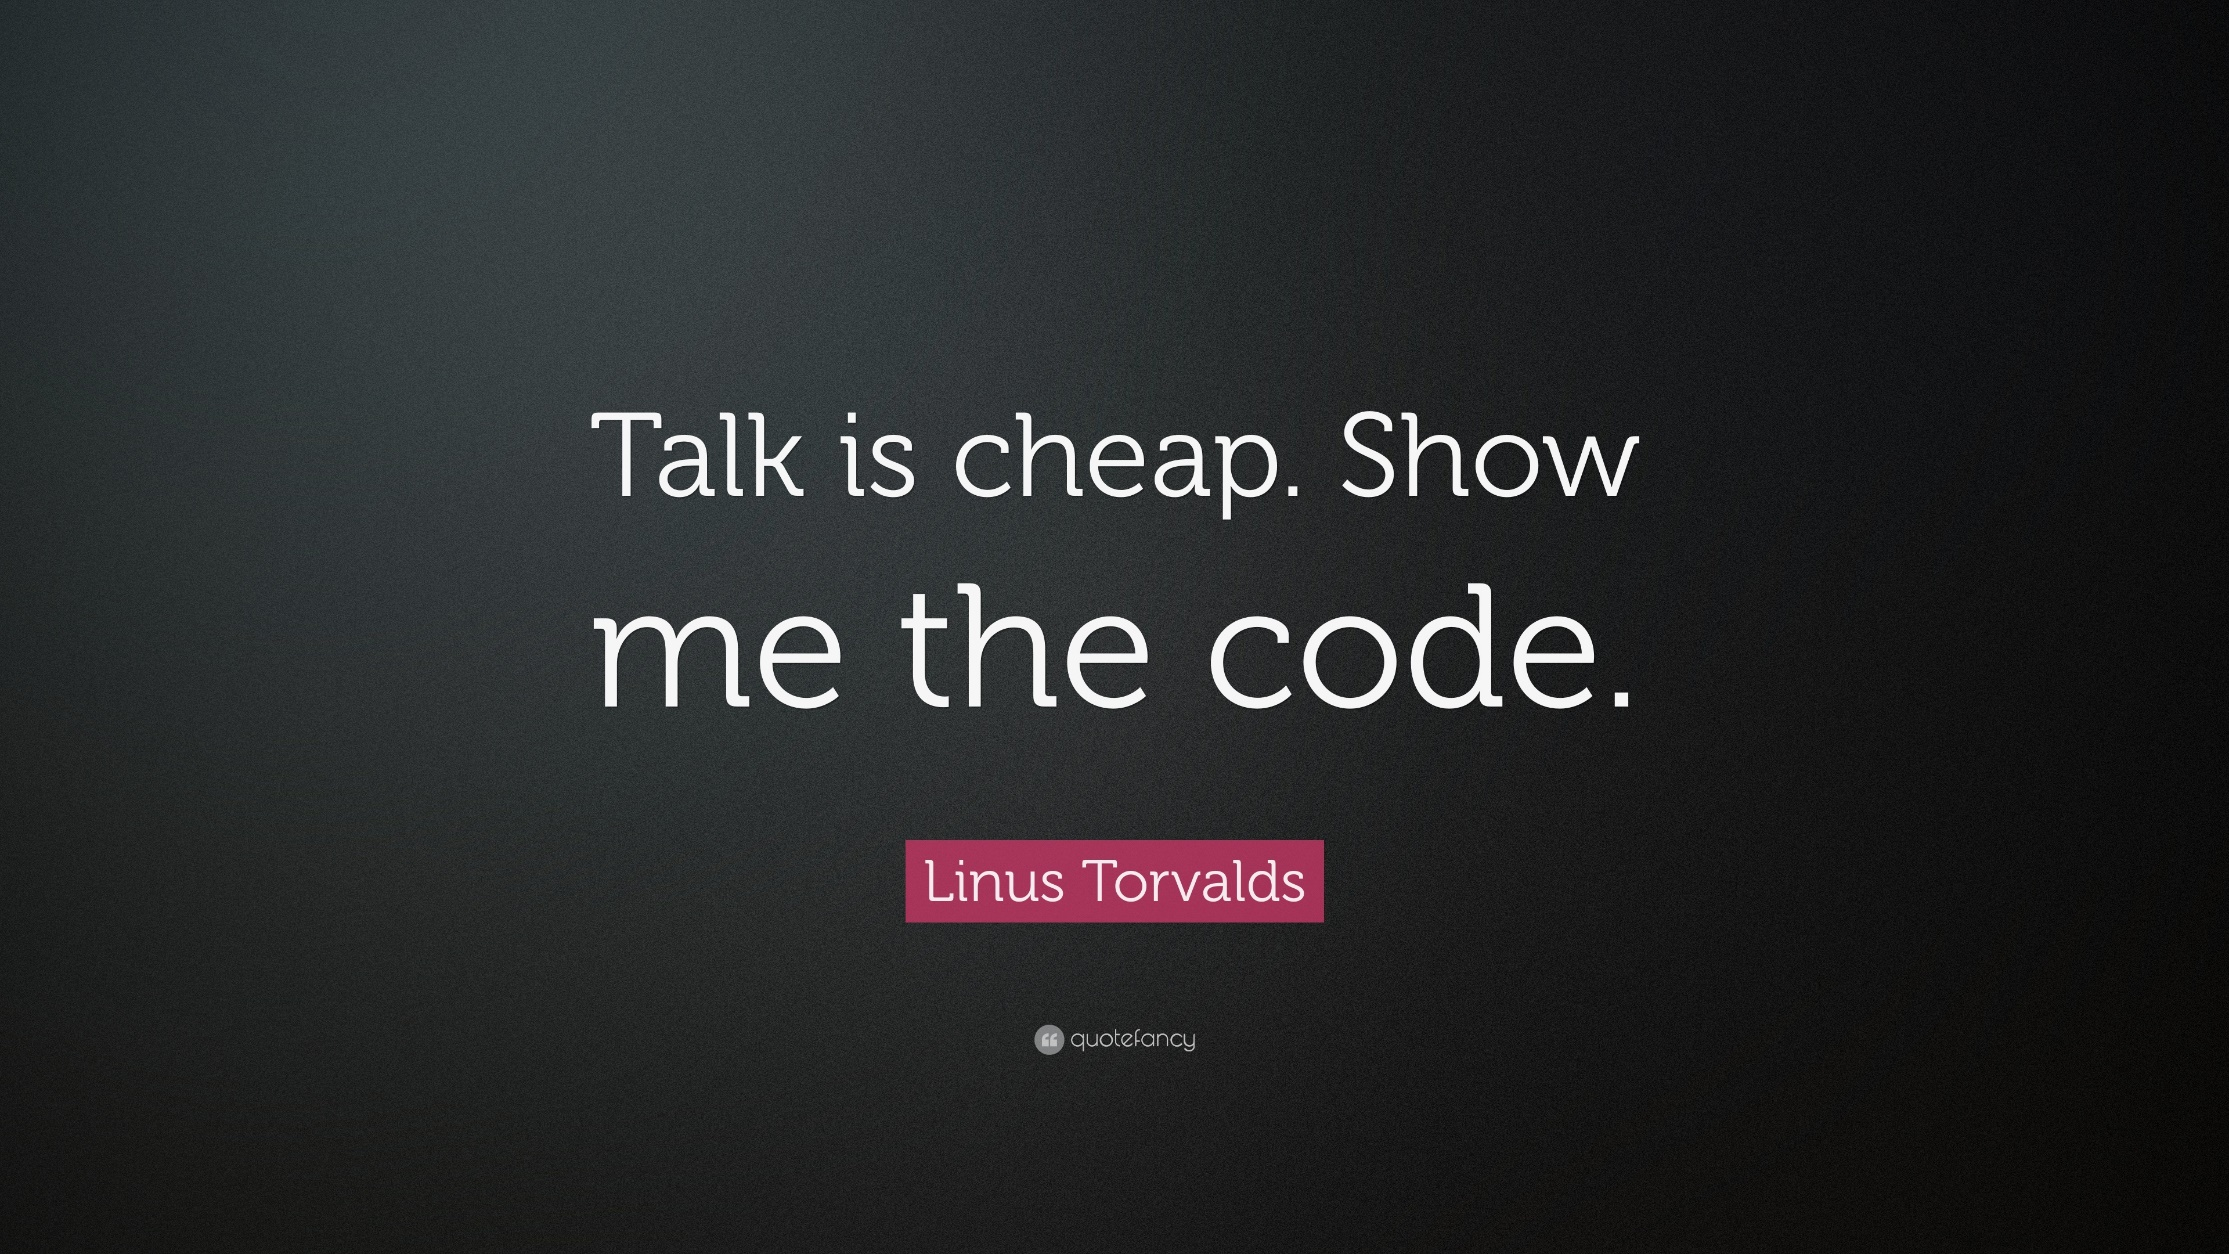 Talk is cheap. Show
me the code.
Linus Torvalds
quotefancy